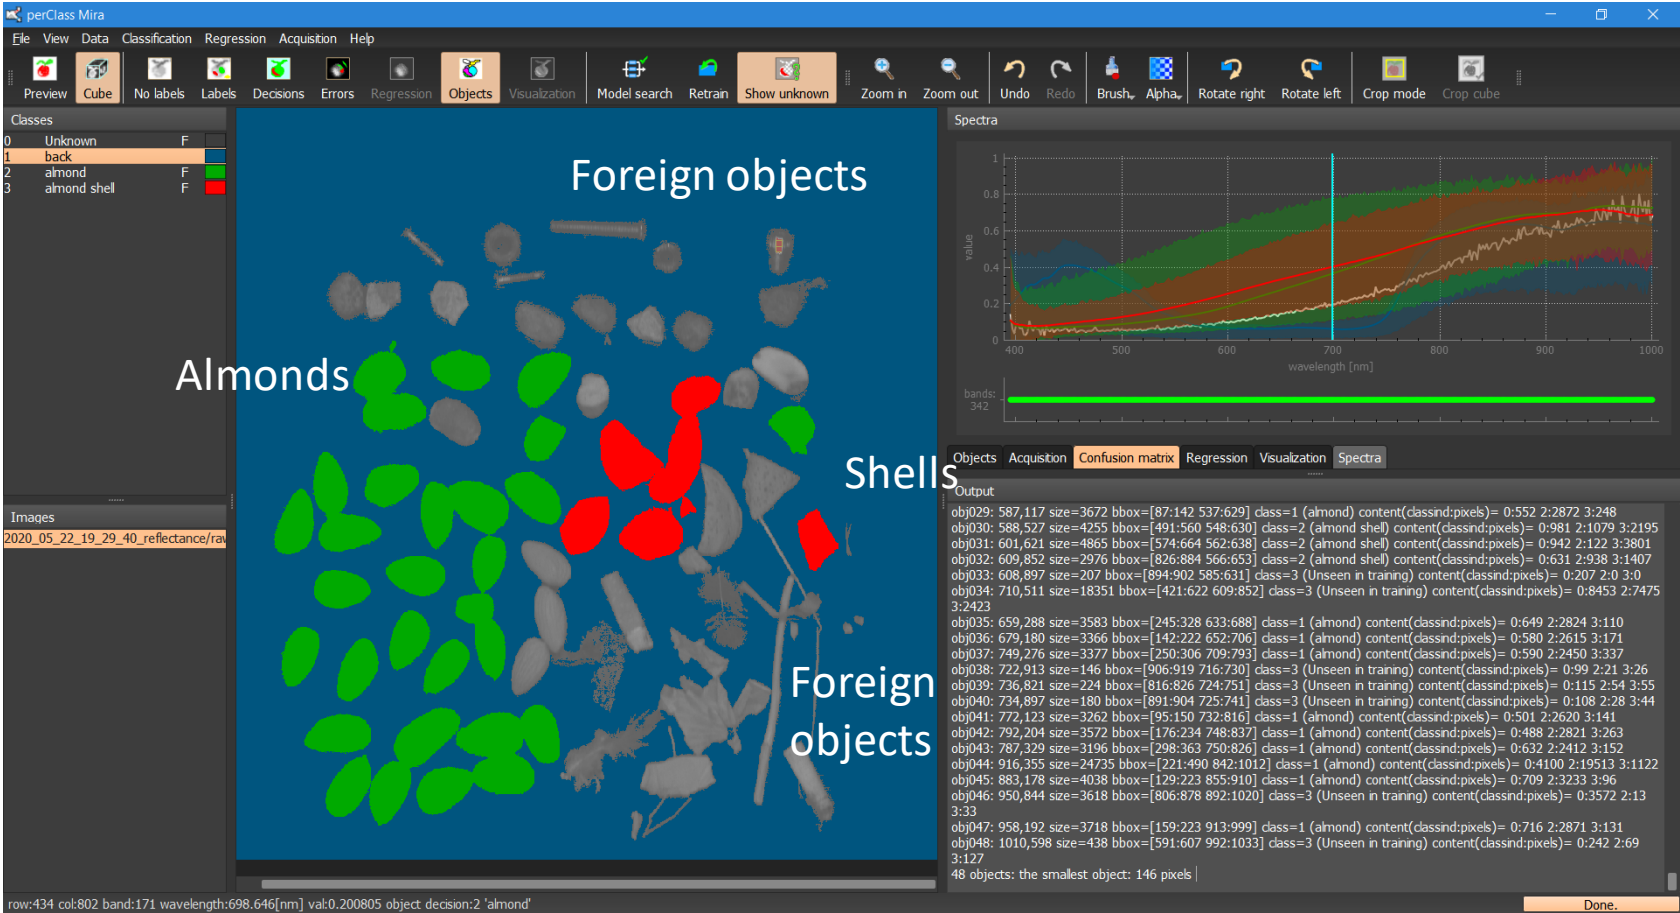 perClass Mira
File View Data Classification Regression Acquisition Help
Preview Cube No labels Labels Decisions Errors Regression Objects Visualization Model search Retrain Show unknown Zoom in Zoom out Undo Redo Brush Alpha Rotate right Rotate left Crop mode Crop cube
Classes
0 Unknown F
1 back
2 almond F
3 almond shell F
Images
2020_05_22_19_29_40_reflectance/raw
Foreign objects
Almonds
Shells
Foreign
objects
Spectra
1
0.8
0.6
0.4
0.2
0
value
400 500 600 700 800 900 1000
wavelength [nm]
bands:
342
Objects Acquisition Confusion matrix Regression Visualization Spectra
Output
obj029: 587,117 size=3672 bbox=[87:142 537:629] class=1 (almond) content(classind:pixels)= 0:552 2:2872 3:248
obj030: 588,527 size=4255 bbox=[491:560 548:630] class=2 (almond shell) content(classind:pixels)= 0:981 2:1079 3:2195
obj031: 601,621 size=4865 bbox=[574:664 562:638] class=2 (almond shell) content(classind:pixels)= 0:942 2:122 3:3801
obj032: 609,852 size=2976 bbox=[826:884 566:653] class=2 (almond shell) content(classind:pixels)= 0:631 2:938 3:1407
obj033: 608,897 size=207 bbox=[894:902 585:631] class=3 (Unseen in training) content(classind:pixels)= 0:207 2:0 3:0
obj034: 710,511 size=18351 bbox=[421:622 609:852] class=3 (Unseen in training) content(classind:pixels)= 0:8453 2:7475
3:2423
obj035: 659,288 size=3583 bbox=[245:328 633:688] class=1 (almond) content(classind:pixels)= 0:649 2:2824 3:110
obj036: 679,180 size=3366 bbox=[142:222 652:706] class=1 (almond) content(classind:pixels)= 0:580 2:2615 3:171
obj037: 749,276 size=3377 bbox=[250:306 709:793] class=1 (almond) content(classind:pixels)= 0:590 2:2450 3:337
obj038: 722,913 size=146 bbox=[906:919 716:730] class=3 (Unseen in training) content(classind:pixels)= 0:99 2:21 3:26
obj039: 736,821 size=224 bbox=[816:826 724:751] class=3 (Unseen in training) content(classind:pixels)= 0:115 2:54 3:55
obj040: 734,897 size=180 bbox=[891:904 725:741] class=3 (Unseen in training) content(classind:pixels)= 0:108 2:28 3:44
obj041: 772,123 size=3262 bbox=[95:150 732:816] class=1 (almond) content(classind:pixels)= 0:501 2:2620 3:141
obj042: 792,204 size=3572 bbox=[176:234 748:837] class=1 (almond) content(classind:pixels)= 0:488 2:2821 3:263
obj043: 787,329 size=3196 bbox=[298:363 750:826] class=1 (almond) content(classind:pixels)= 0:632 2:2412 3:152
obj044: 916,355 size=24735 bbox=[221:490 842:1012] class=1 (almond) content(classind:pixels)= 0:4100 2:19513 3:1122
obj045: 883,178 size=4038 bbox=[129:223 855:910] class=1 (almond) content(classind:pixels)= 0:709 2:3233 3:96
obj046: 950,844 size=3618 bbox=[806:878 892:1020] class=3 (Unseen in training) content(classind:pixels)= 0:3572 2:13
3:33
obj047: 958,192 size=3718 bbox=[159:223 913:999] class=1 (almond) content(classind:pixels)= 0:716 2:2871 3:131
obj048: 1010,598 size=438 bbox=[591:607 992:1033] class=3 (Unseen in training) content(classind:pixels)= 0:242 2:69
3:127
48 objects: the smallest object: 146 pixels
row:434 col:802 band:171 wavelength:698.646[nm] val:0.200805 object decision:2 'almond'
Done.